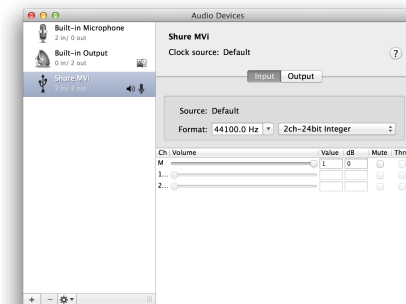 Audio Devices
Built-in Microphone
2 in/ 0 out
Built-in Output
0 in/ 2 out
Shure MVi
2 in/ 2 out
Shure MVi
Clock source: Default
?
Input Output
Source: Default
Format: 44100.0 Hz 2ch-24bit Integer
Ch Volume Value dB Mute Thru
M 1 0
1...
2...
+ −